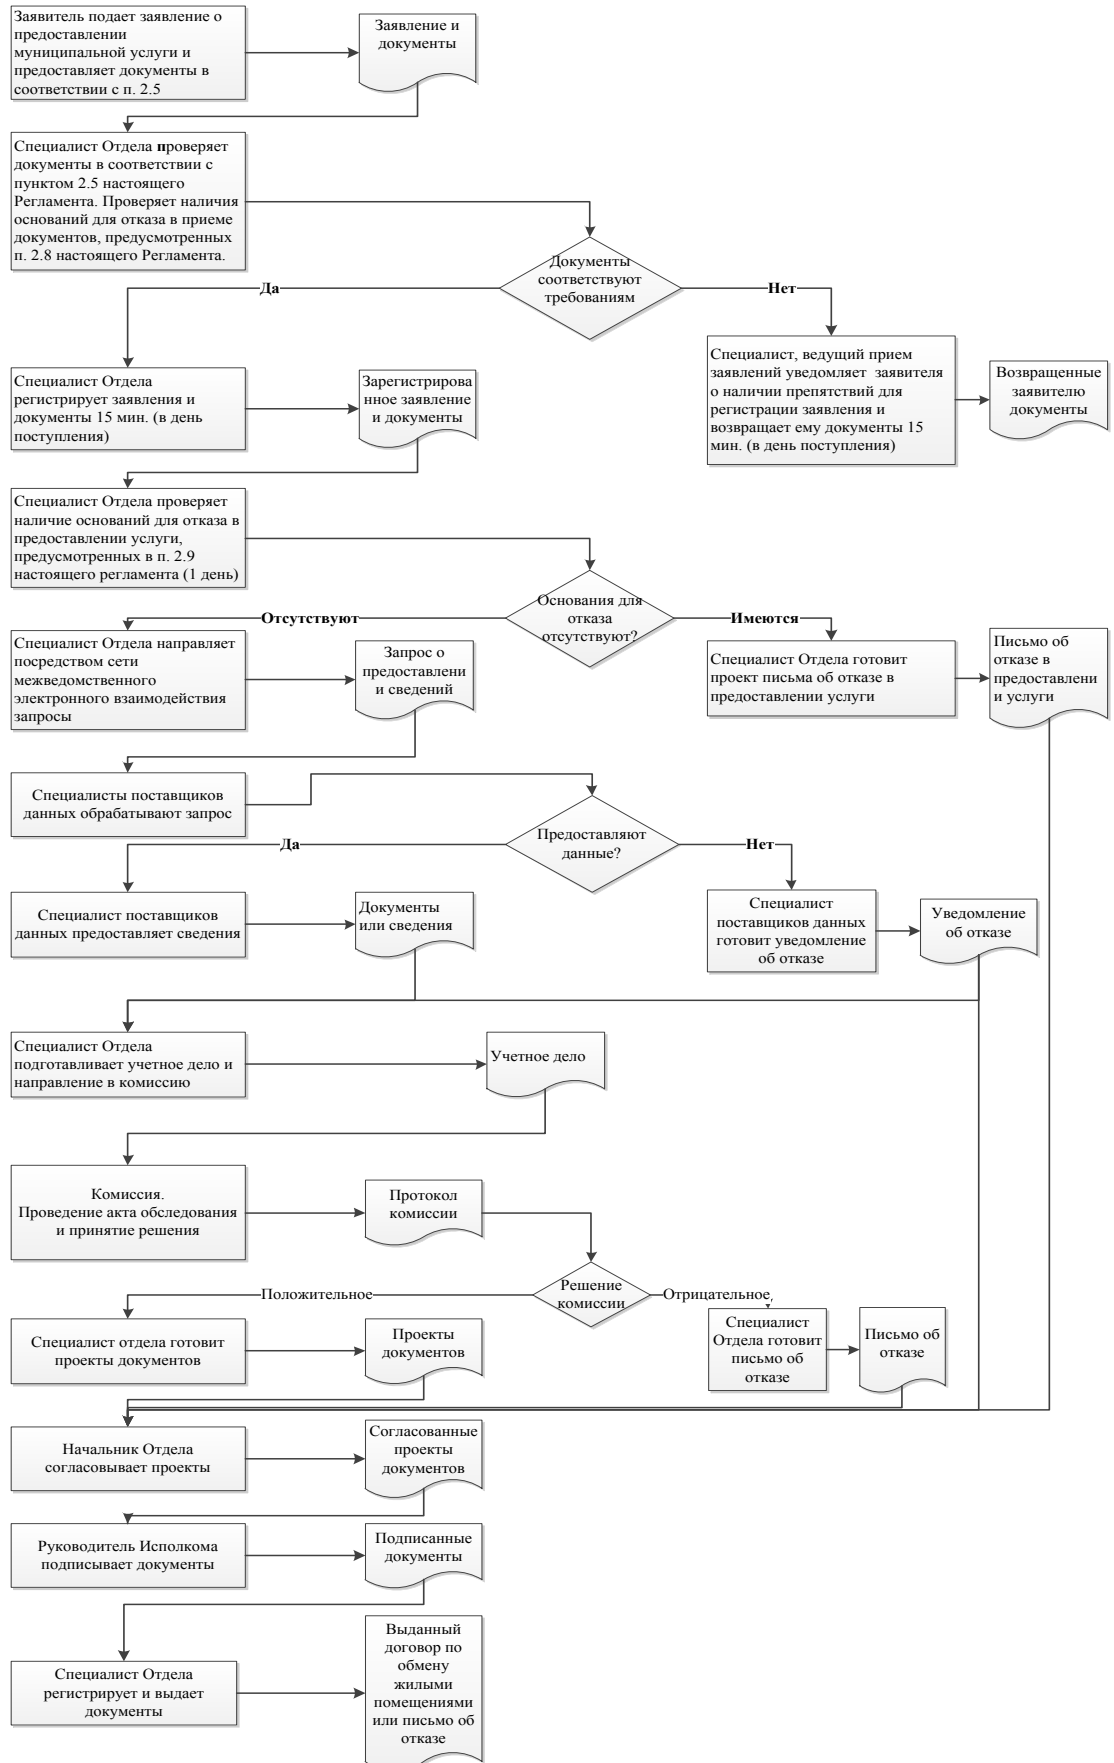 Заявитель подает заявление о
предоставлении
муниципальной услуги и
предоставляет документы в
соответствии с п. 2.5
Заявление и
документы
Специалист Отдела проверяет
документы в соответствии с
пунктом 2.5 настоящего
Регламента. Проверяет наличия
оснований для отказа в приеме
документов, предусмотренных
п. 2.8 настоящего Регламента.
Документы
соответствуют
требованиям
Да
Нет
Специалист Отдела
регистрирует заявления и
документы 15 мин. (в день
поступления)
Зарегистрирова
нное заявление
и документы
Специалист, ведущий прием
заявлений уведомляет заявителя
о наличии препятствий для
регистрации заявления и
возвращает ему документы 15
мин. (в день поступления)
Возвращенные
заявителю
документы
Специалист Отдела проверяет
наличие оснований для отказа в
предоставлении услуги,
предусмотренных в п. 2.9
настоящего регламента (1 день)
Основания для
отказа
отсутствуют?
Отсутствуют
Имеются
Специалист Отдела направляет
посредством сети
межведомственного
электронного взаимодействия
запросы
Запрос о
предоставлени
и сведений
Специалист Отдела готовит
проект письма об отказе в
предоставлении услуги
Письмо об
отказе в
предоставлени
и услуги
Специалисты поставщиков
данных обрабатывают запрос
Предоставляют
данные?
Да
Нет
Специалист поставщиков
данных предоставляет сведения
Документы
или сведения
Специалист
поставщиков данных
готовит уведомление
об отказе
Уведомление
об отказе
Специалист Отдела
подготавливает учетное дело и
направление в комиссию
Учетное дело
Комиссия.
Проведение акта обследования
и принятие решения
Протокол
комиссии
Решение
комиссии
Положительное
Отрицательное
Специалист отдела готовит
проекты документов
Проекты
документов
Специалист
Отдела готовит
письмо об
отказе
Письмо об
отказе
Начальник Отдела
согласовывает проекты
Согласованные
проекты
документов
Руководитель Исполкома
подписывает документы
Подписанные
документы
Специалист Отдела
регистрирует и выдает
документы
Выданный
договор по
обмену
жилыми
помещениями
или письмо об
отказе